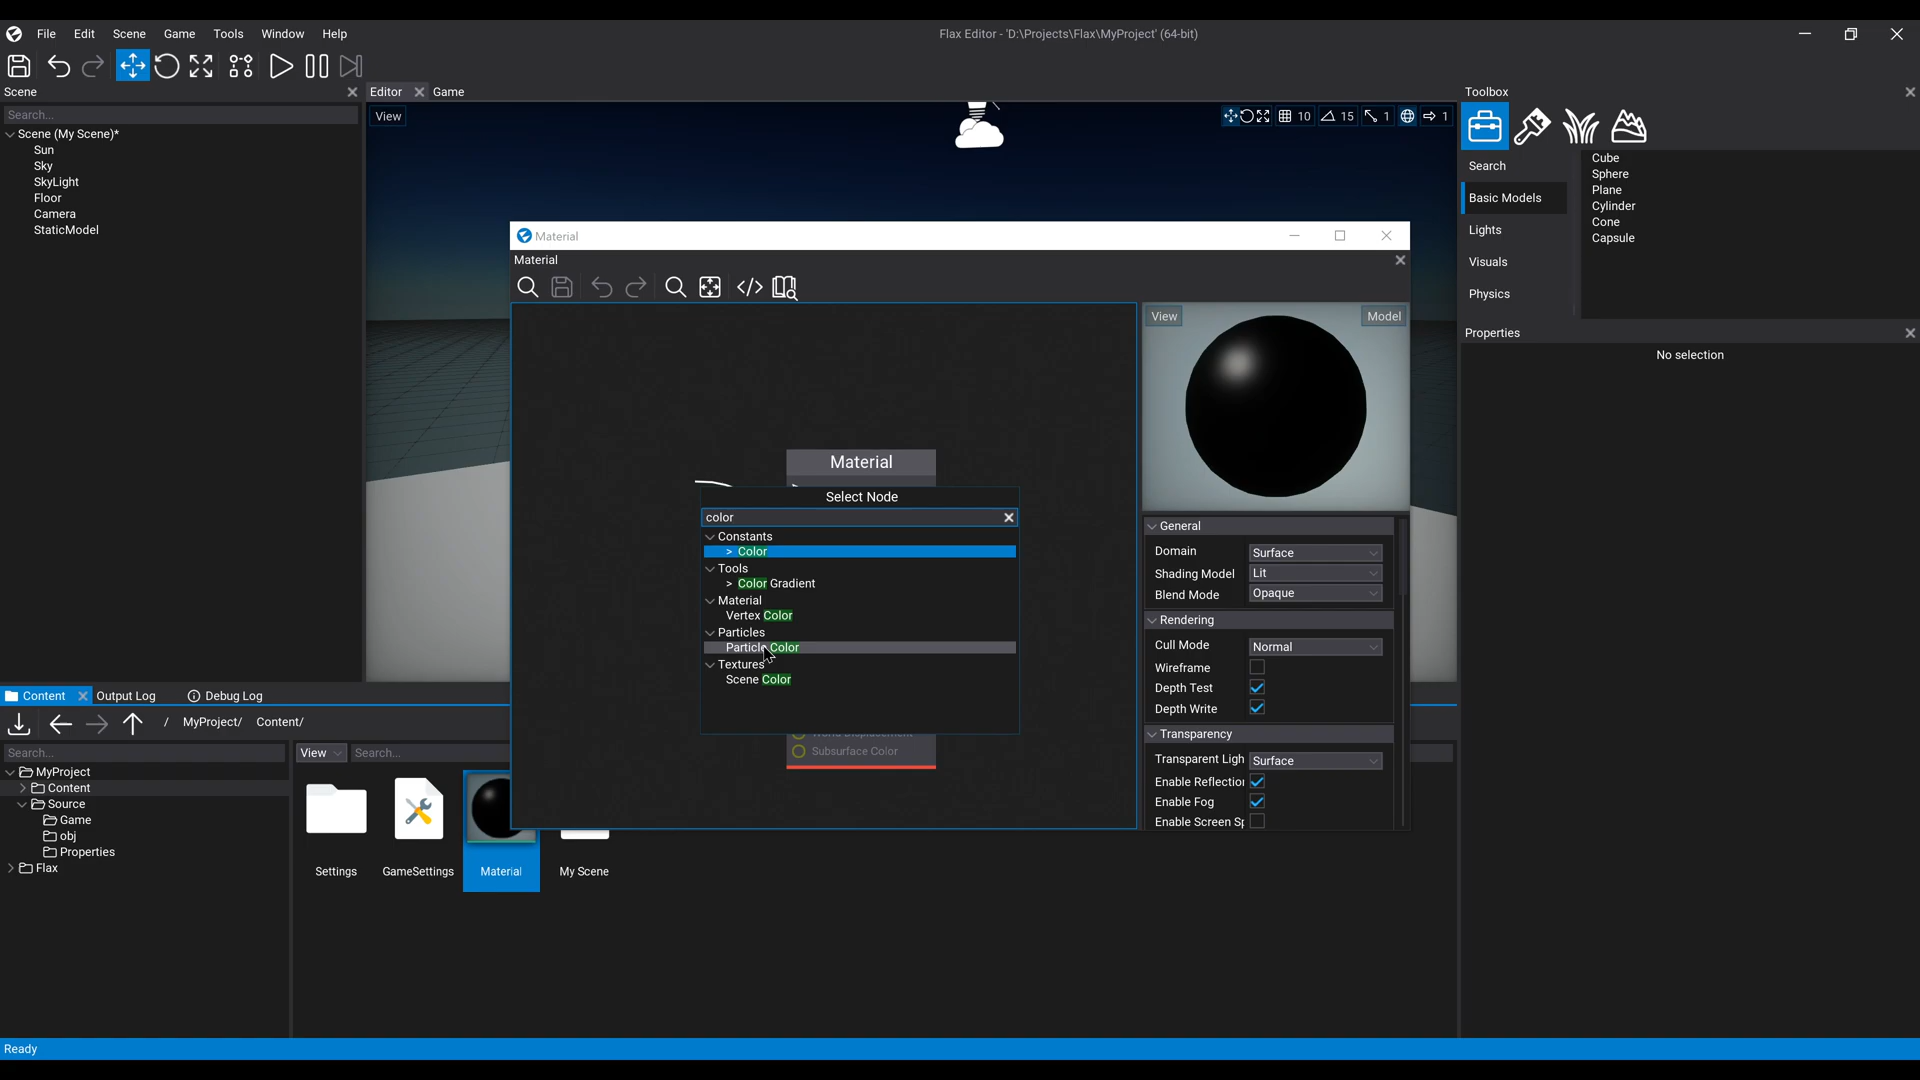 File Edit Scene Game Tools Window Help
Flax Editor - 'D:\Projects\Flax\MyProject' (64-bit)
Scene
Search...
Scene (My Scene)*
Sun
Sky
SkyLight
Floor
Camera
StaticModel
Editor Game
View
10 15 1 1
Material
Material
Material
Select Node
color
Constants
> Color
Tools
> Color Gradient
Material
Vertex Color
Particles
Particle Color
Textures
Scene Color
World Displacement
Subsurface Color
View Model
General
Domain Surface
Shading Model Lit
Blend Mode Opaque
Rendering
Cull Mode Normal
Wireframe
Depth Test
Depth Write
Transparency
Transparent Ligh Surface
Enable Reflection
Enable Fog
Enable Screen Sp
Toolbox
Search
Basic Models
Lights
Visuals
Physics
Cube
Sphere
Plane
Cylinder
Cone
Capsule
Properties
No selection
Content Output Log Debug Log
/ MyProject/ Content/
Search...
View Search...
MyProject
Content
Source
Game
obj
Properties
Flax
Settings
GameSettings
Material
My Scene
Ready